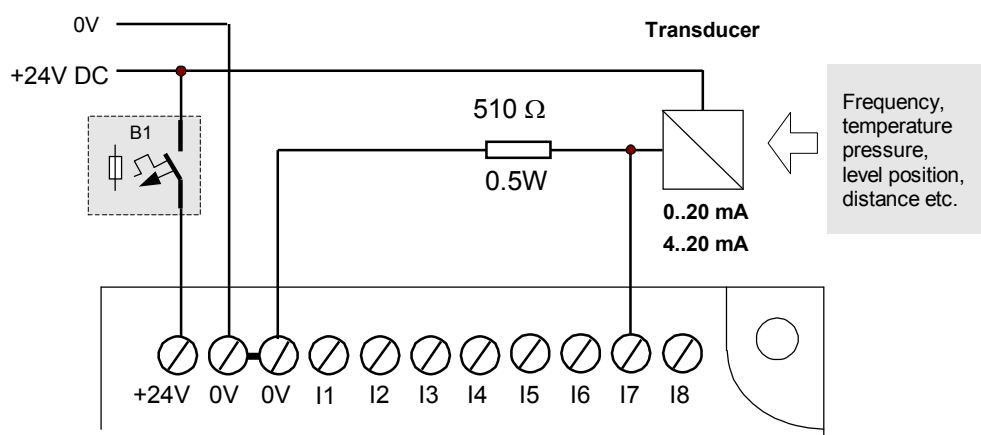 0V
Transducer
+24V DC
510 Ω
B1
0.5W
Frequency,
temperature
pressure,
level position,
distance etc.
0..20 mA
4..20 mA
+24V 0V 0V I1 I2 I3 I4 I5 I6 I7 I8